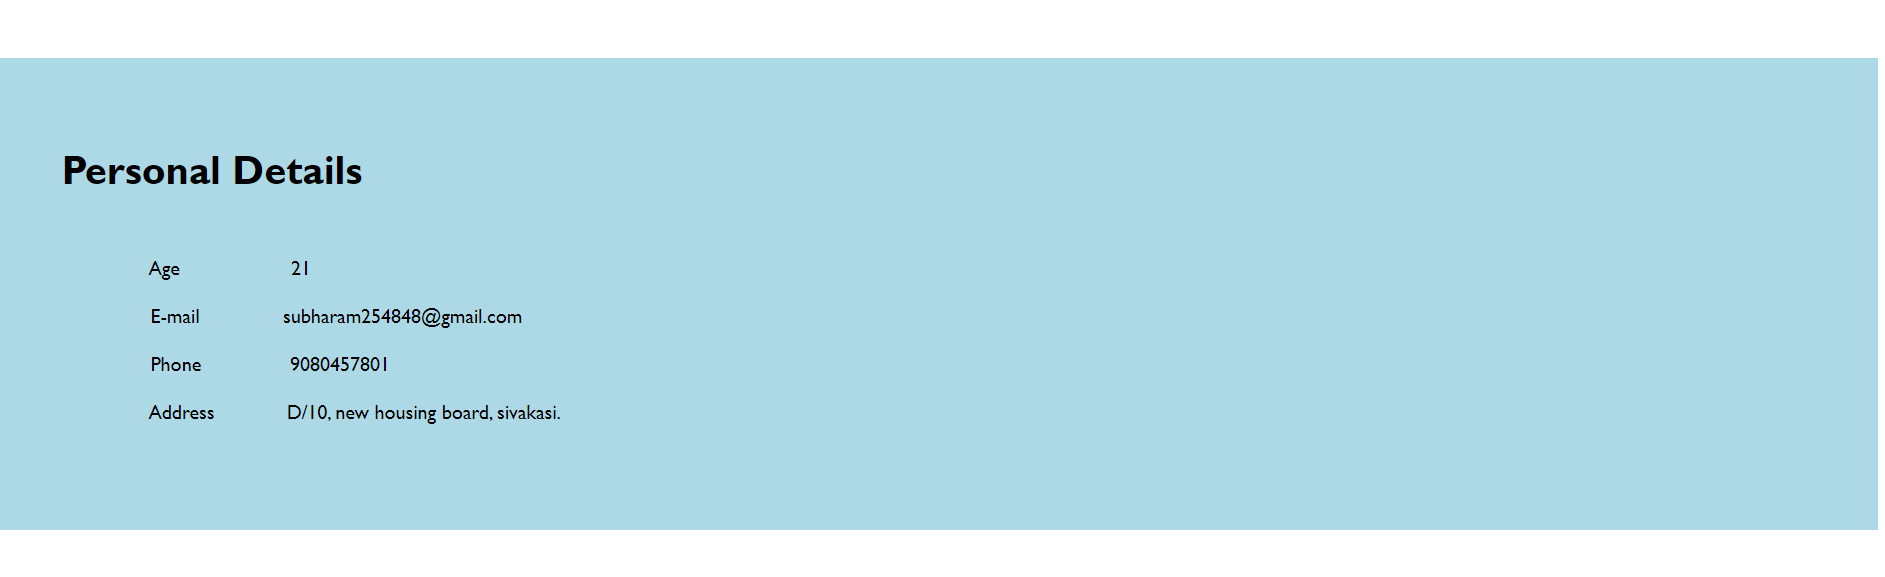 Personal Details
Age 21
E-mail subharam254848@gmail.com
Phone 9080457801
Address D/10, new housing board, sivakasi.